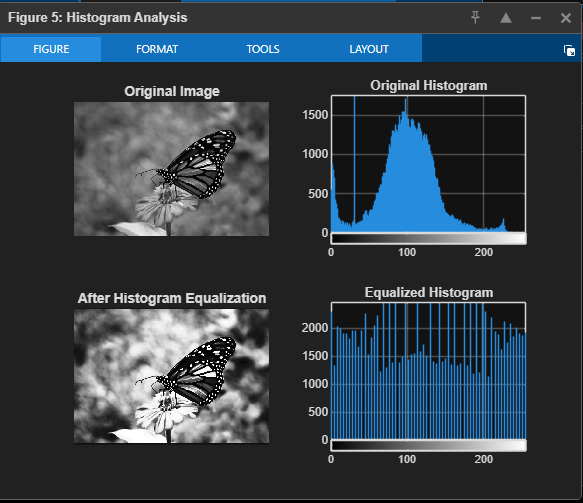 Figure 5: Histogram Analysis
FIGURE FORMAT TOOLS LAYOUT
Original Image
Original Histogram
1500
1000
500
0
0 100 200
After Histogram Equalization
Equalized Histogram
2000
1500
1000
500
0
0 100 200